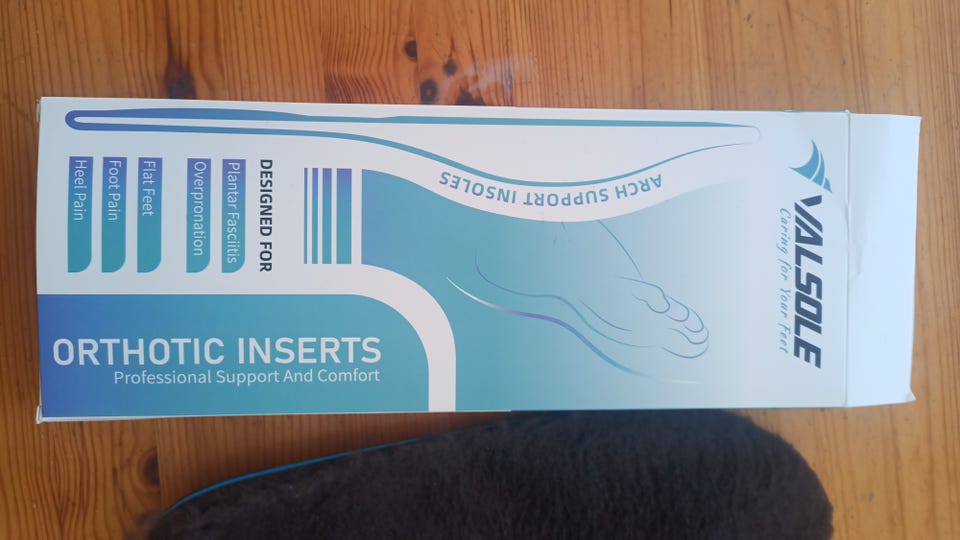 VALSOLE
Caring for Your Feet
ARCH SUPPORT INSOLES
DESIGNED FOR
Plantar Fasciitis
Overpronation
Flat Feet
Foot Pain
Heel Pain
ORTHOTIC INSERTS
Professional Support And Comfort